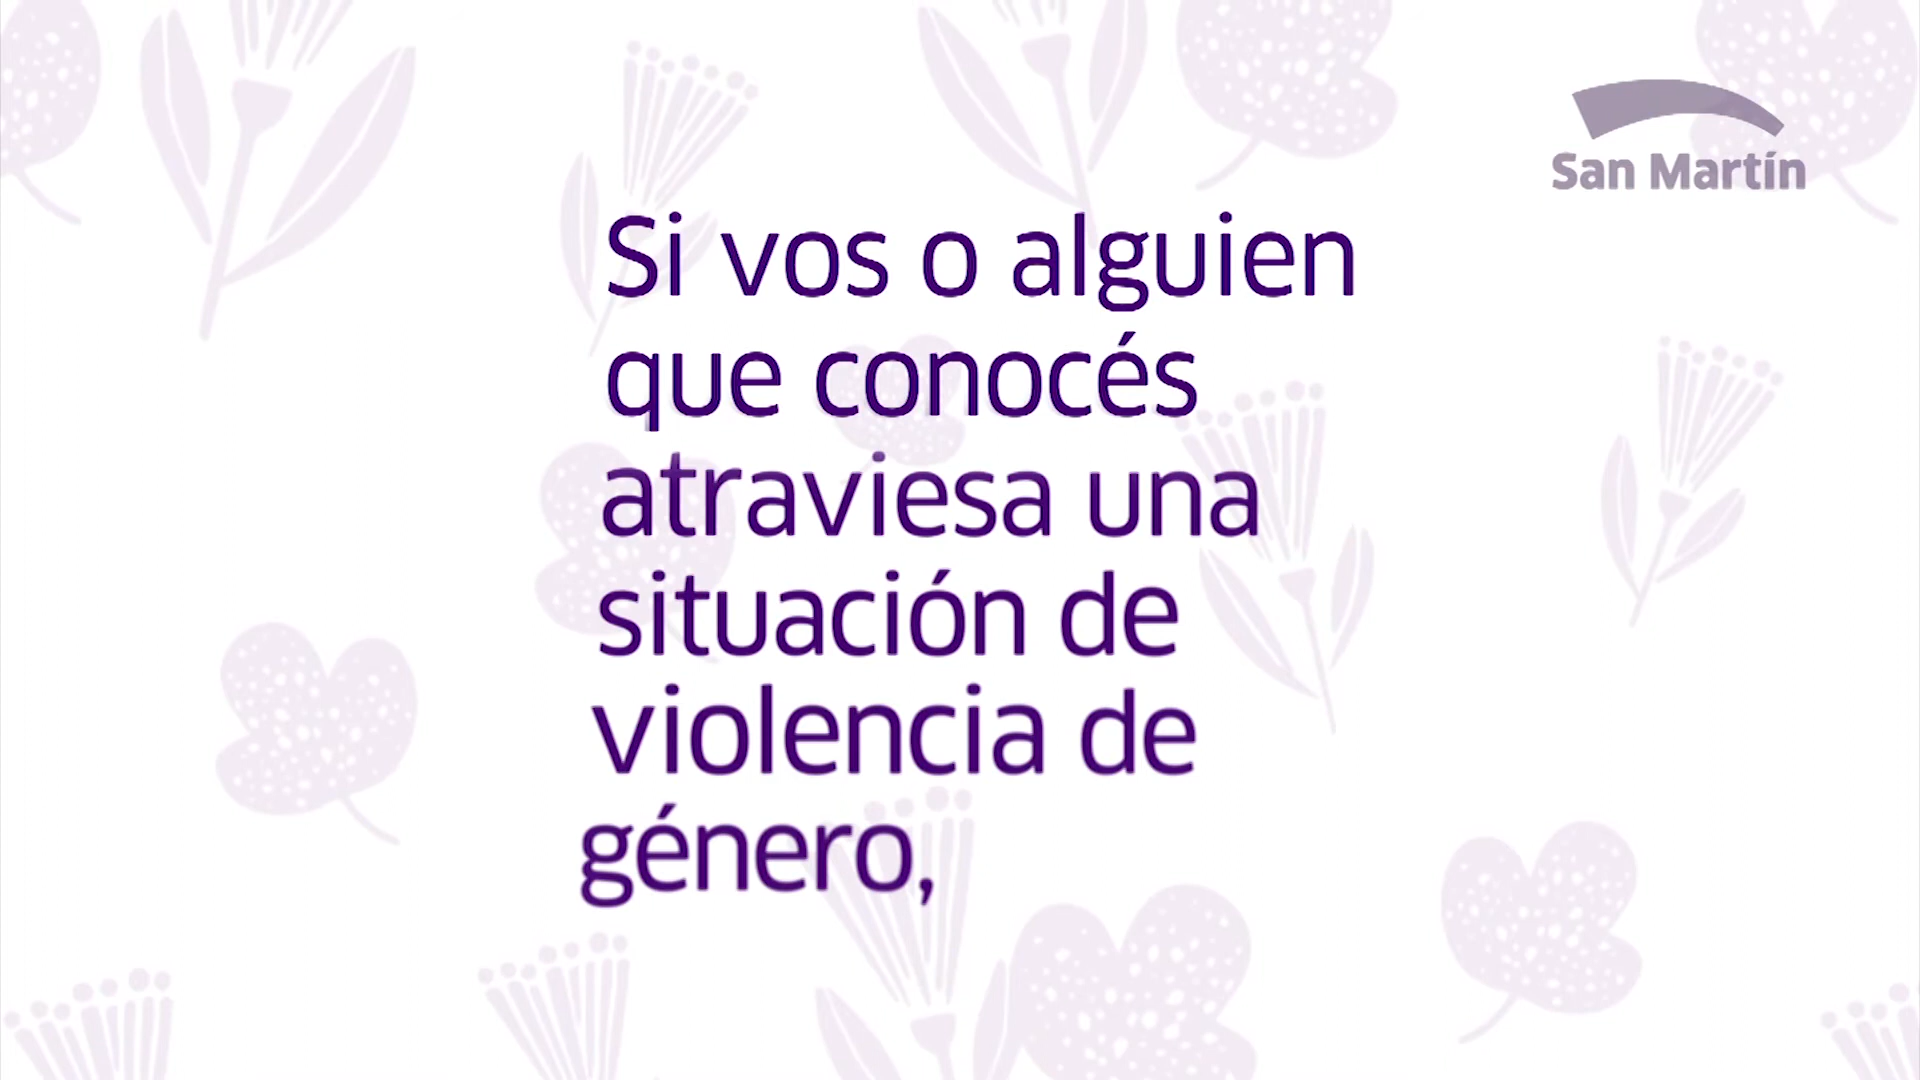 San Martín
Si vos o alguien
que conocés
atraviesa una
situación de
violencia de
género,